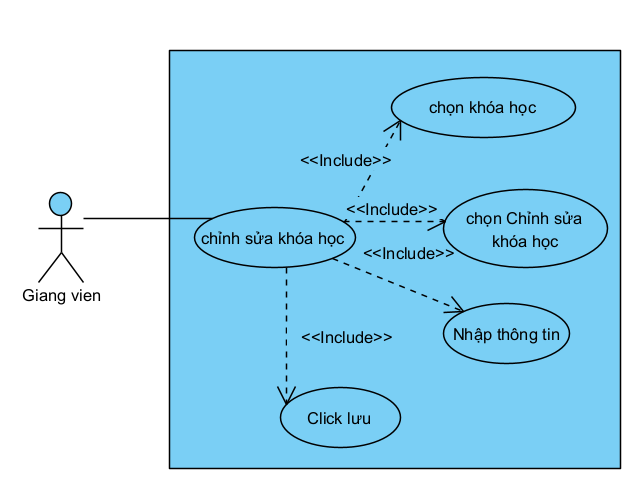 chọn khóa học
<<Include>>
<<Include>>
chọn Chỉnh sửa
khóa học
chỉnh sửa khóa học
<<Include>>
Giang vien
Nhập thông tin
<<Include>>
Click lưu